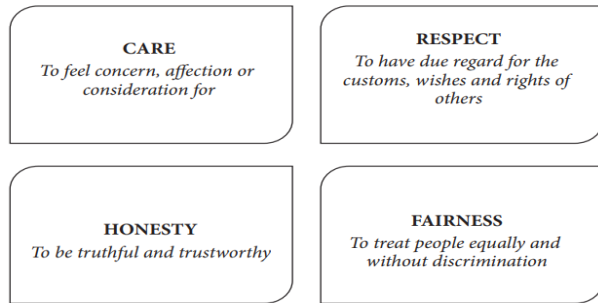 CARE
To feel concern, affection or
consideration for
RESPECT
To have due regard for the
customs, wishes and rights of
others
HONESTY
To be truthful and trustworthy
FAIRNESS
To treat people equally and
without discrimination